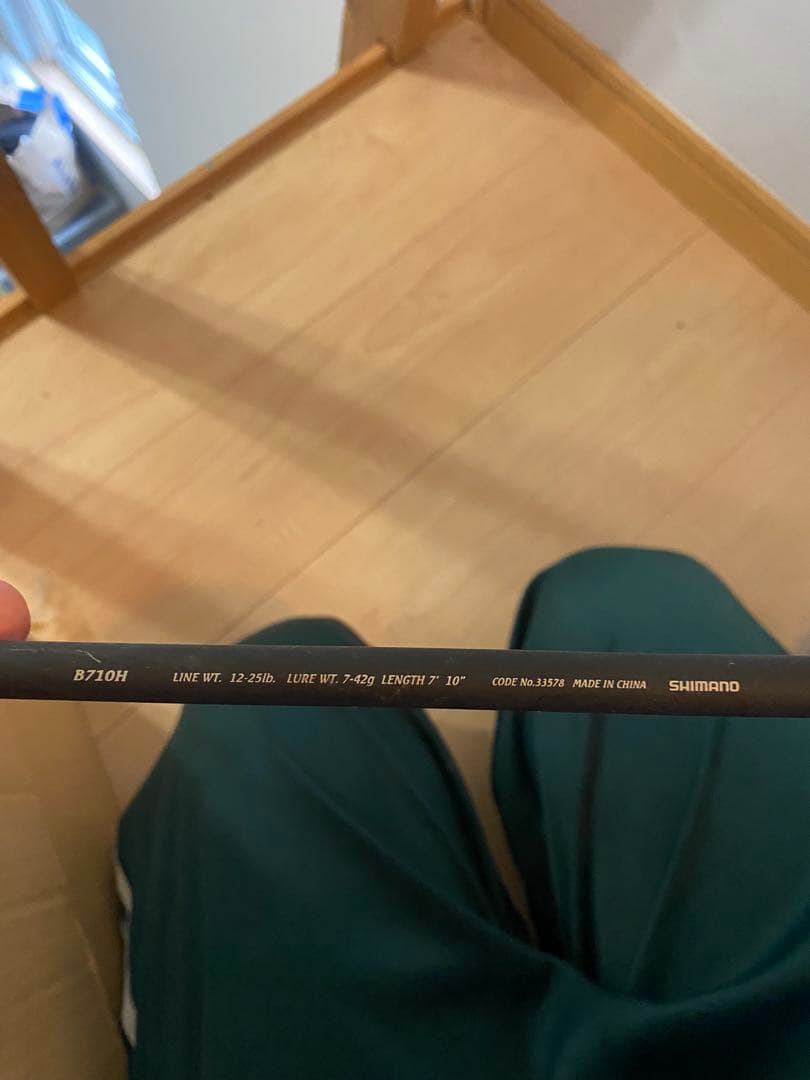 B710H LINE WT. 12-25lb. LURE WT. 7-42g LENGTH 7' 10" CODE No.33578 MADE IN CHINA SHIMANO